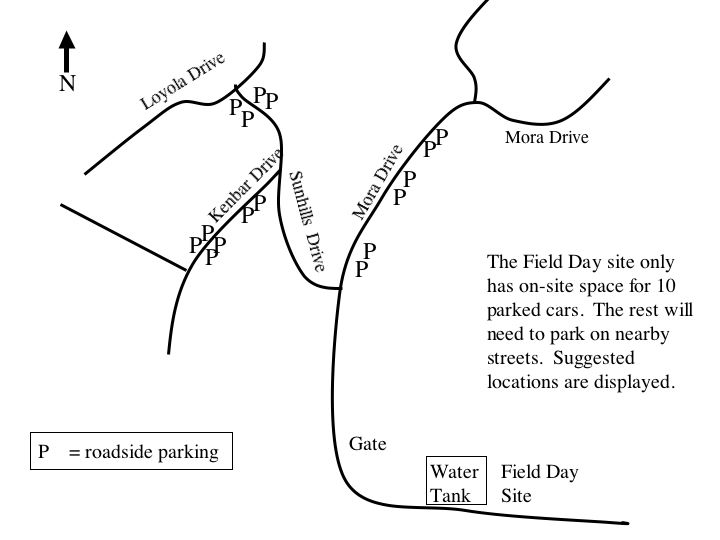 N
Loyola Drive
P
P
P
P
Kenbar Drive
P
P
P
P
P
P
Sunhills Drive
Mora Drive
P
P
P
P
P
P
Mora Drive
The Field Day site only
has on-site space for 10
parked cars. The rest will
need to park on nearby
streets. Suggested
locations are displayed.
P = roadside parking
Gate
Water
Tank
Field Day
Site